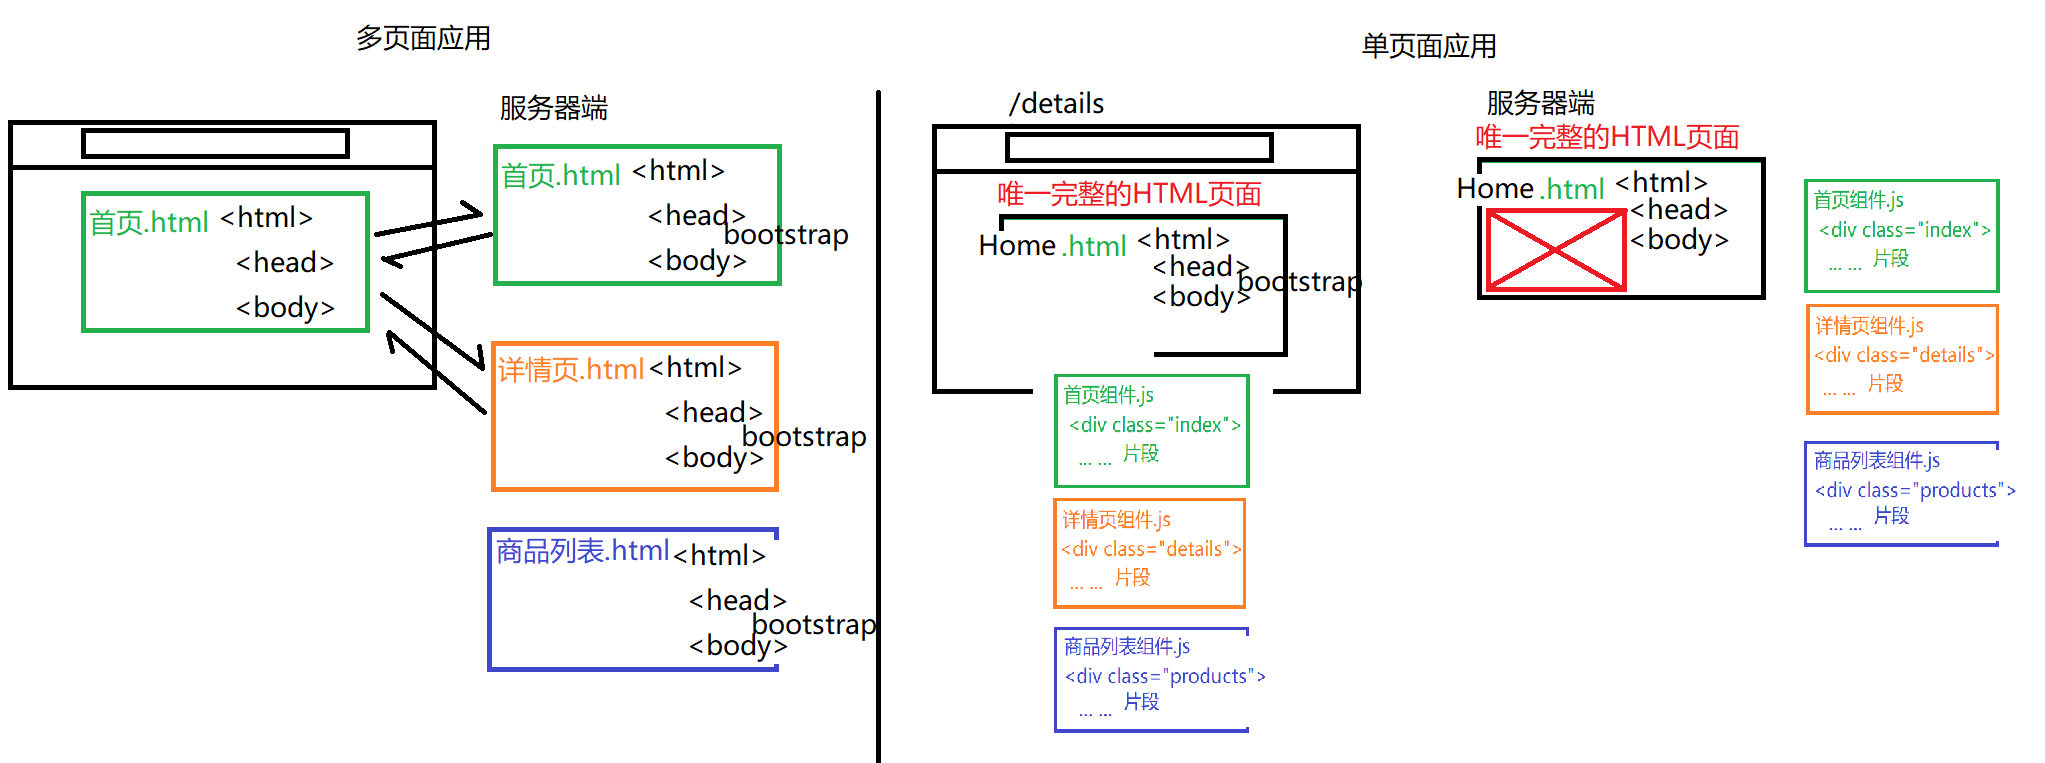 多页面应用
服务器端
首页.html <html>
<head>
<body>
首页.html <html>
<head>
bootstrap
<body>
详情页.html <html>
<head>
bootstrap
<body>
商品列表.html <html>
<head>
bootstrap
<body>
单页面应用
/details
唯一完整的HTML页面
Home .html <html>
<head>
bootstrap
<body>
首页组件.js
<div class="index">
... ... 片段
详情页组件.js
<div class="details">
... ... 片段
商品列表组件.js
<div class="products">
... ... 片段
服务器端
唯一完整的HTML页面
Home .html <html>
<head>
<body>
首页组件.js
<div class="index">
... ... 片段
详情页组件.js
<div class="details">
... ... 片段
商品列表组件.js
<div class="products">
... ... 片段